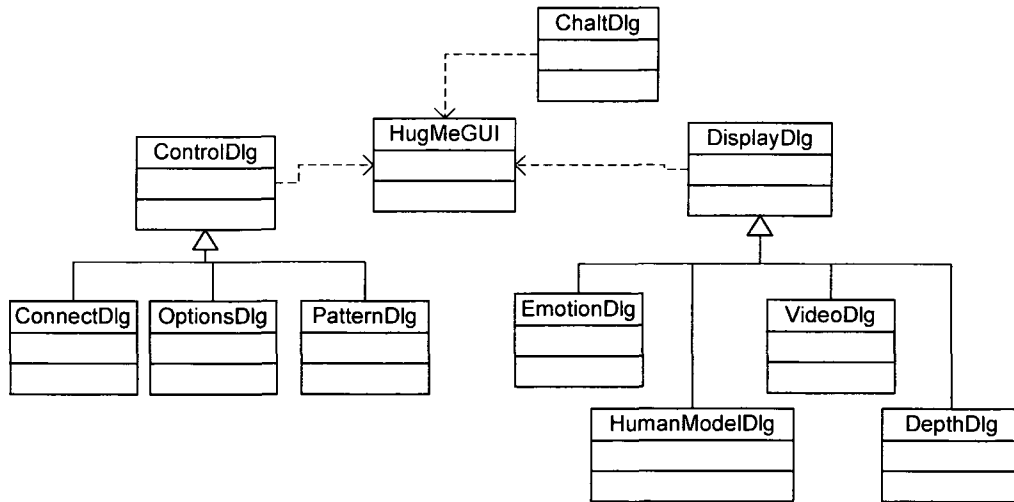 ChaltDlg
HugMeGUI
ControlDlg
DisplayDlg
ConnectDlg
OptionsDlg
PatternDlg
EmotionDlg
VideoDlg
HumanModelDlg
DepthDlg